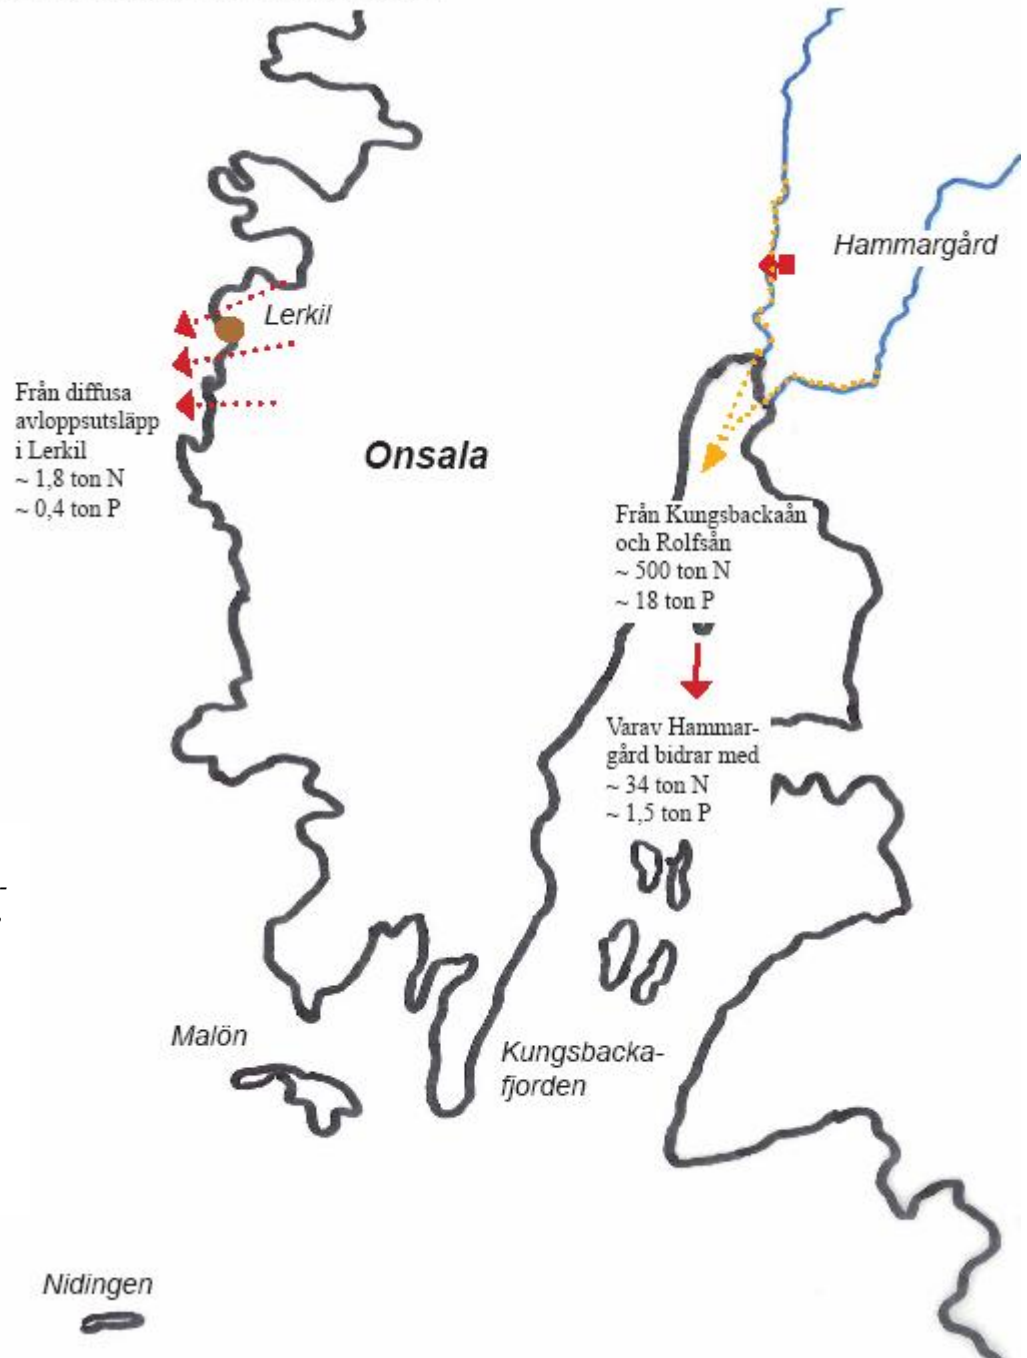 Hammargård
Lerkil
Från diffusa
avloppsutsläpp
i Lerkil
~ 1,8 ton N
~ 0,4 ton P
Onsala
Från Kungsbackaån
och Rolfsån
~ 500 ton N
~ 18 ton P
Varav Hammar-
gård bidrar med
~ 34 ton N
~ 1,5 ton P
Malön
Kungsbacka-
fjorden
Nidingen